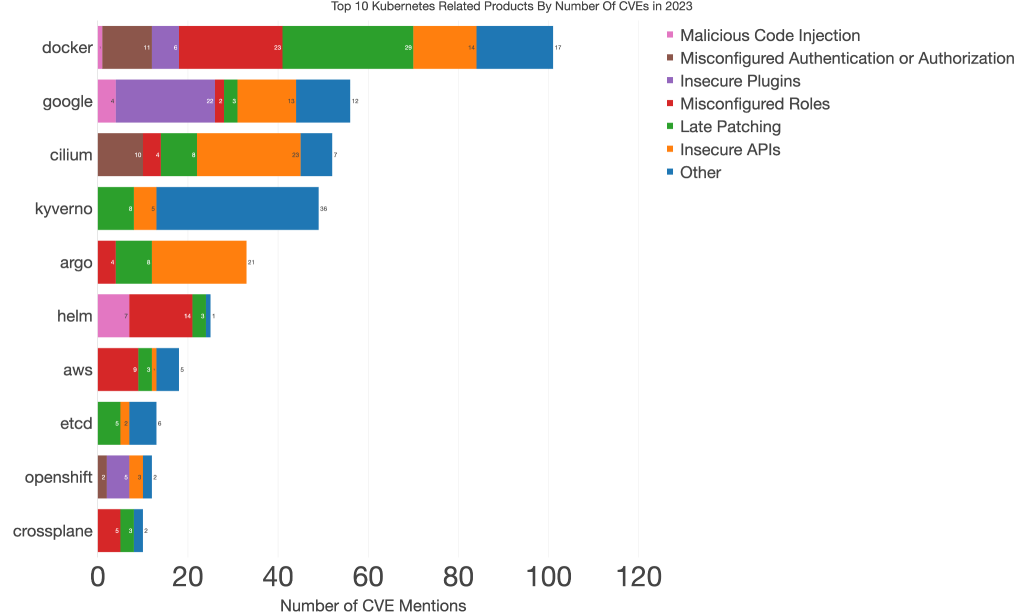 Top 10 Kubernetes Related Products By Number Of CVEs in 2023
docker 11 6 23 29 14 17
google 4 22 2 3 13 12
cilium 10 4 8 23 7
kyverno 8 5 36
argo 4 8 21
helm 7 14 3 1
aws 9 3 5
etcd 5 2 6
openshift 2 5 3 2
crossplane 5 3 2
0 20 40 60 80 100 120
Number of CVE Mentions
Malicious Code Injection
Misconfigured Authentication or Authorization
Insecure Plugins
Misconfigured Roles
Late Patching
Insecure APIs
Other